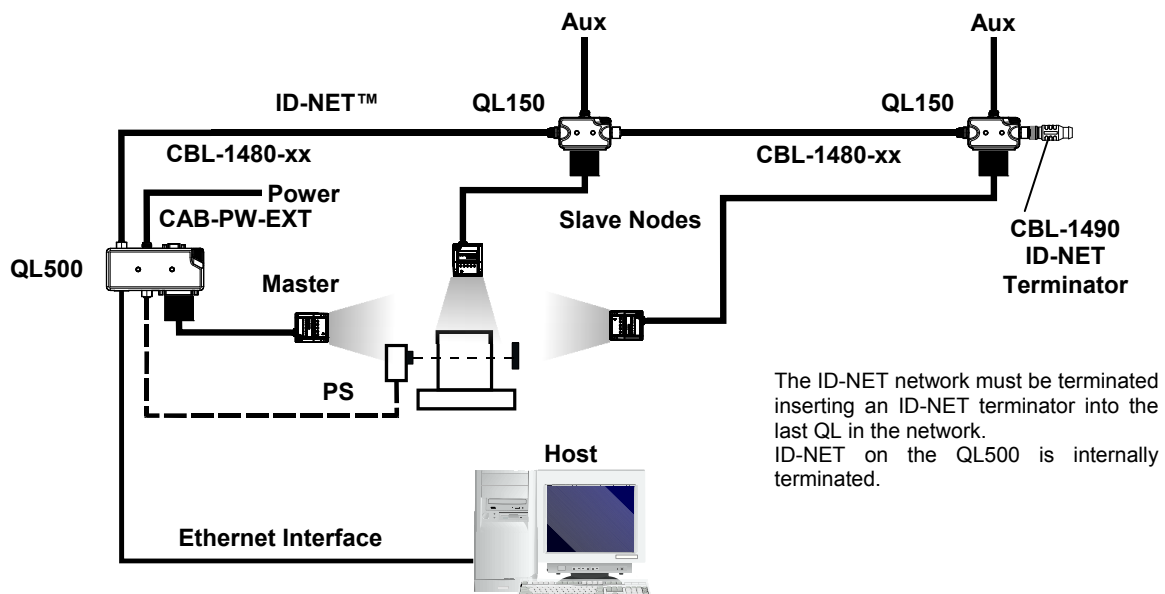 Aux
Aux
ID-NET™
QL150
QL150
CBL-1480-xx
CBL-1480-xx
Power
CAB-PW-EXT
Slave Nodes
CBL-1490
ID-NET
Terminator
QL500
Master
PS
The ID-NET network must be terminated
inserting an ID-NET terminator into the
last QL in the network.
ID-NET on the QL500 is internally
terminated.
Host
Ethernet Interface